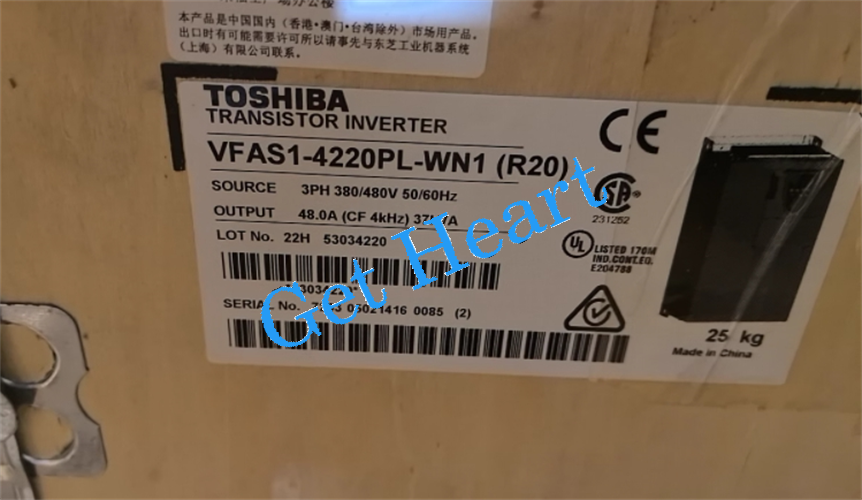 本产品是中国国内（香港·澳门·台湾除外）市场用产品。
出口时有可能需要许可所以请事先与东芝工业机器系统
（上海）有限公司联系。
TOSHIBA
TRANSISTOR INVERTER
VFAS1-4220PL-WN1 (R20)
SOURCE 3PH 380/480V 50/60Hz
OUTPUT 48.0A (CF 4kHz)
LOT No. 22H 53034220
SERIAL No. 05021416 0085 (2)
CE
231252
UL LISTED 170M
IND.CONT.EQ.
E204788
25 kg
Made in China
Get Heart